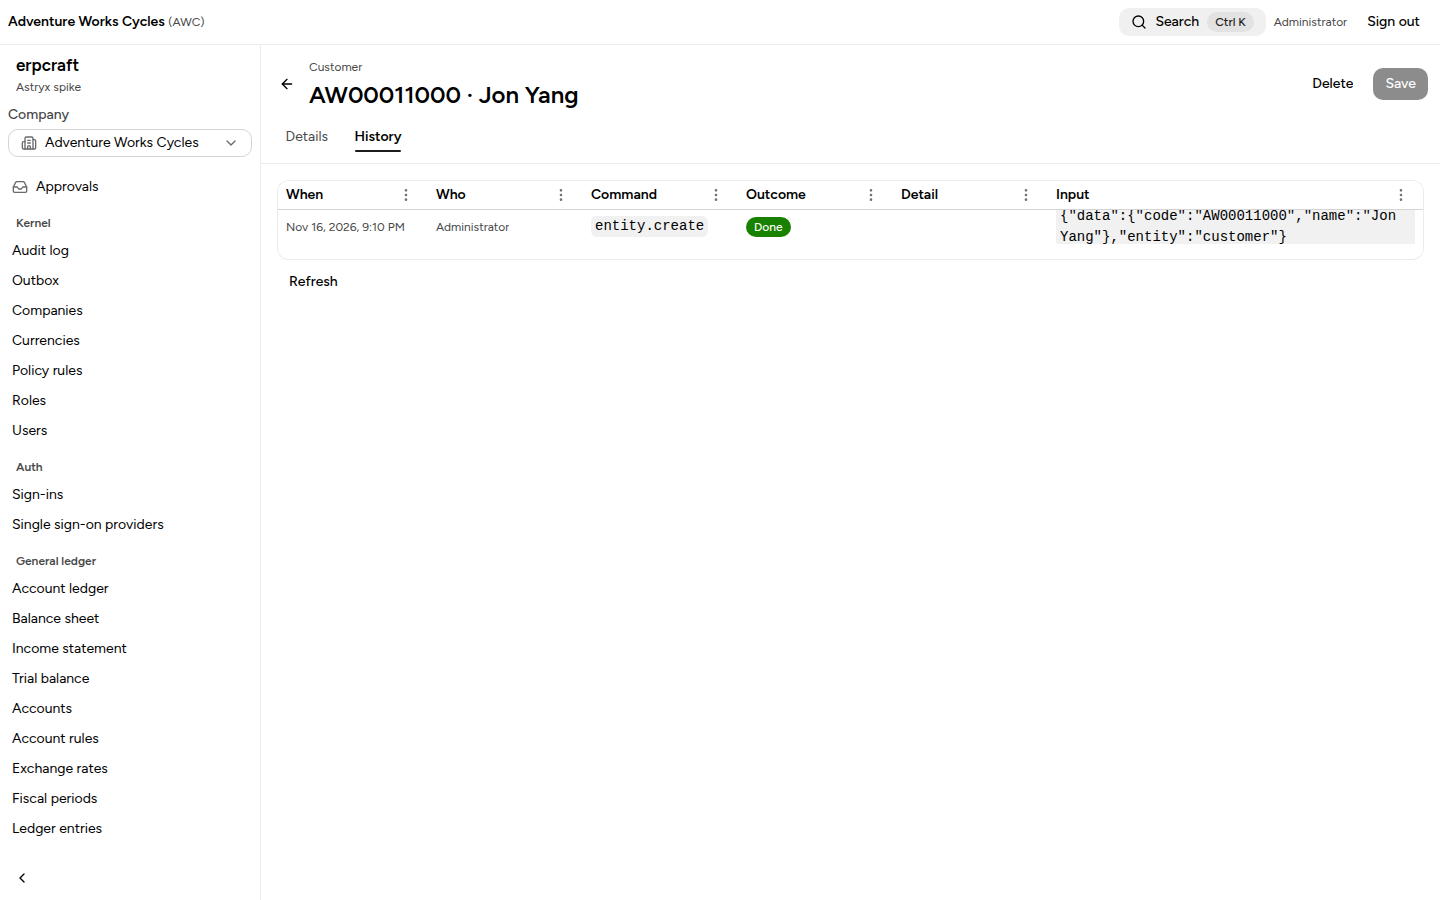 Adventure Works Cycles (AWC)
Search Ctrl K Administrator Sign out
erpcraft
Astryx spike
Company
Adventure Works Cycles
Approvals
Kernel
Audit log
Outbox
Companies
Currencies
Policy rules
Roles
Users
Auth
Sign-ins
Single sign-on providers
General ledger
Account ledger
Balance sheet
Income statement
Trial balance
Accounts
Account rules
Exchange rates
Fiscal periods
Ledger entries
Customer
AW00011000 · Jon Yang
Delete Save
Details History
When Who Command Outcome Detail Input
Nov 16, 2026, 9:10 PM Administrator entity.create Done {"data":{"code":"AW00011000","name":"Jon
Yang"},"entity":"customer"}
Refresh